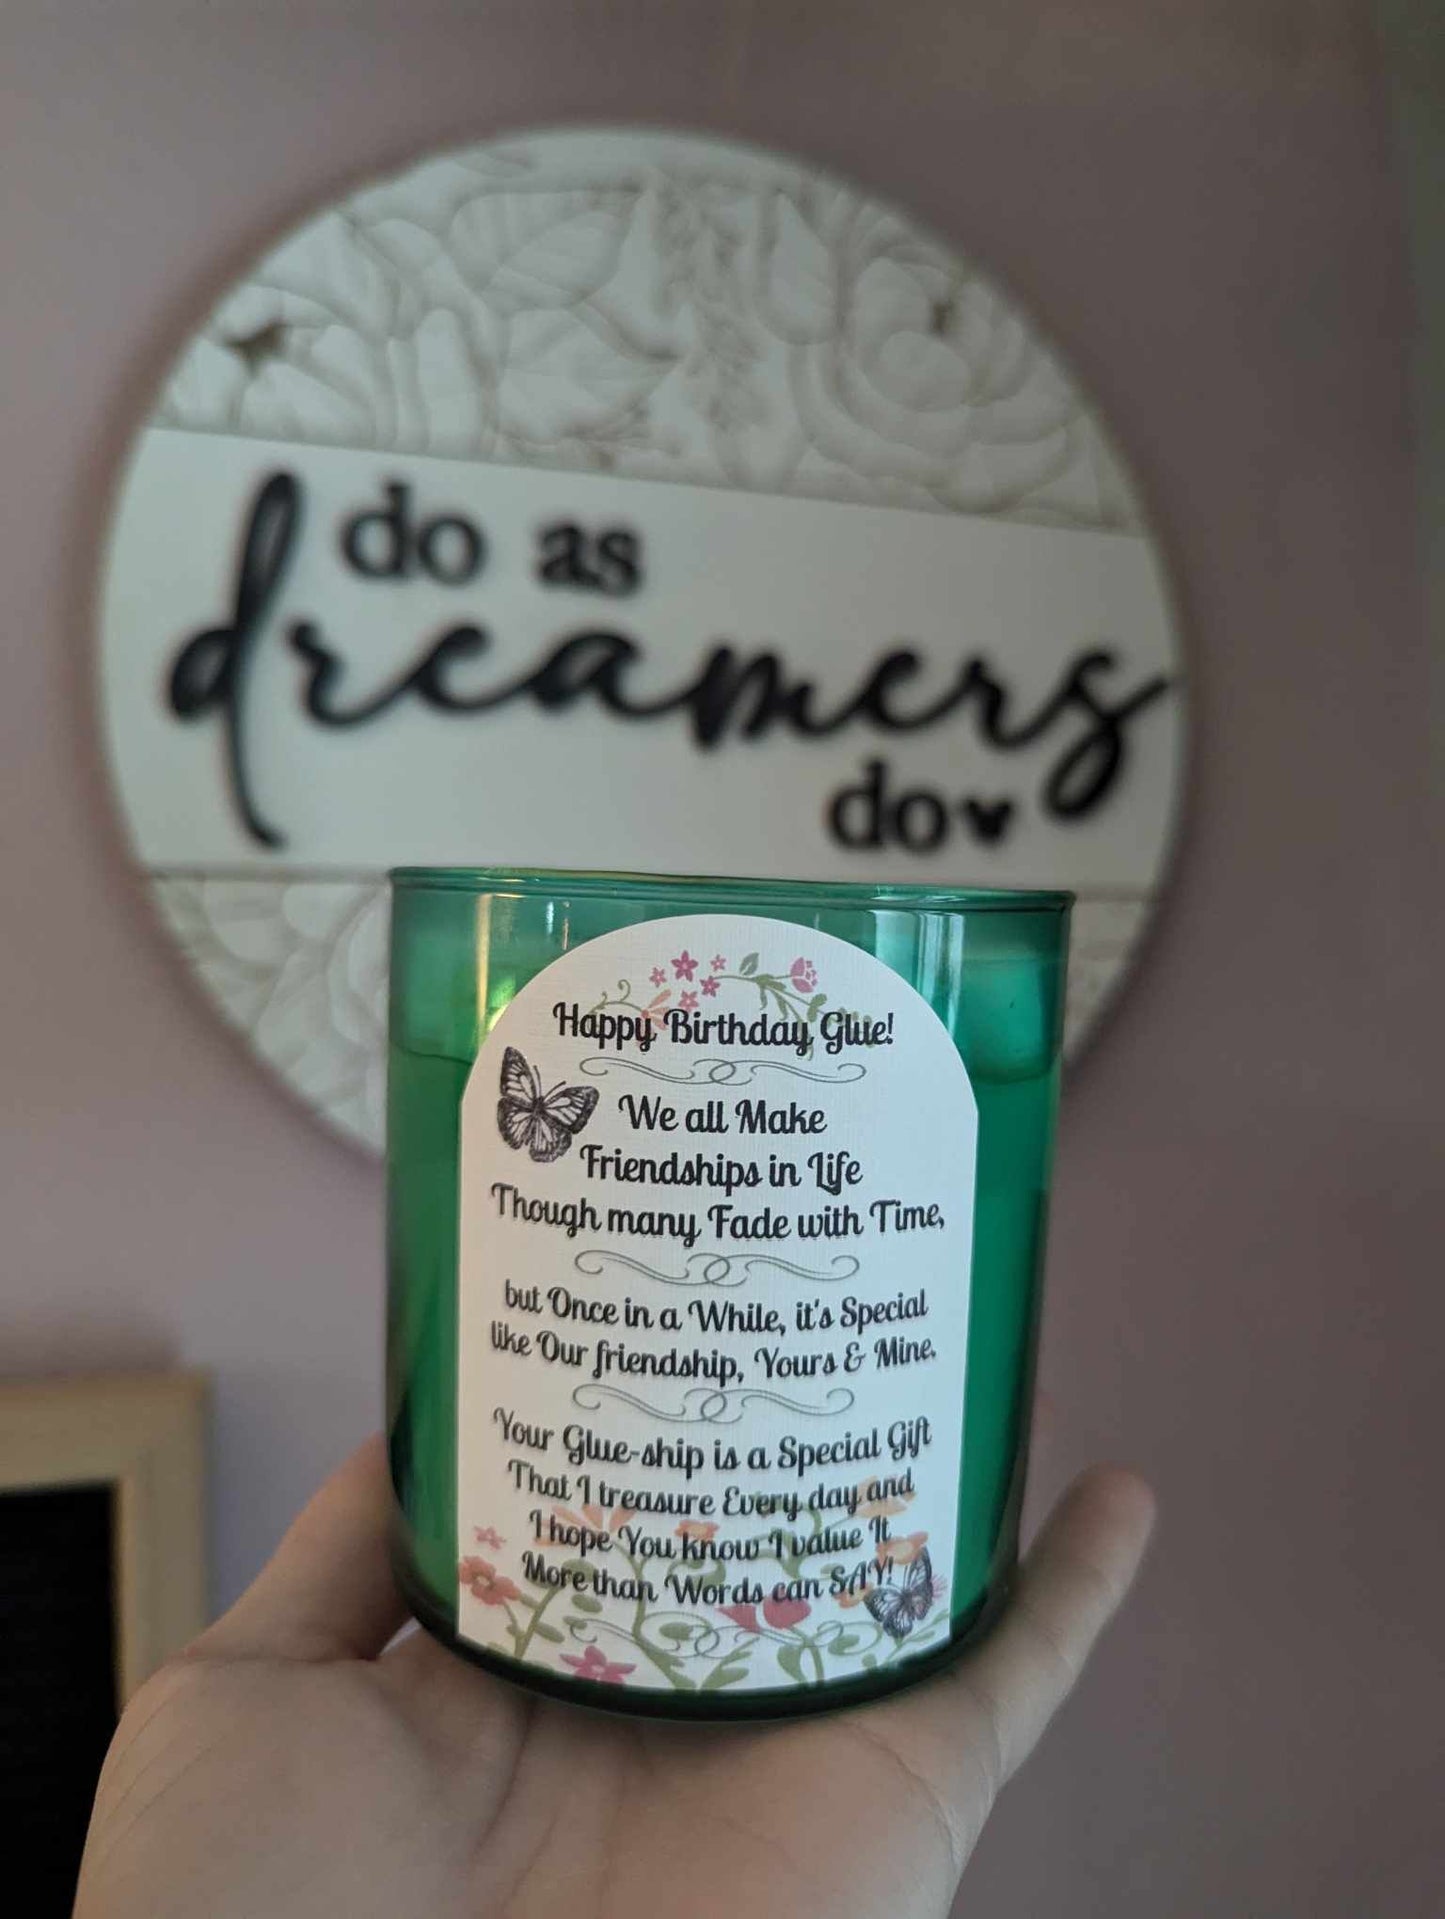 do as
dreamers
do
Happy Birthday Glue!
We all Make
Friendships in Life
Though many Fade with Time,
but Once in a While, it's Special
like Our friendship, Yours & Mine.
Your Glue-ship is a Special Gift
That I treasure Every day and
I hope You know I value It
More than Words can SAY!